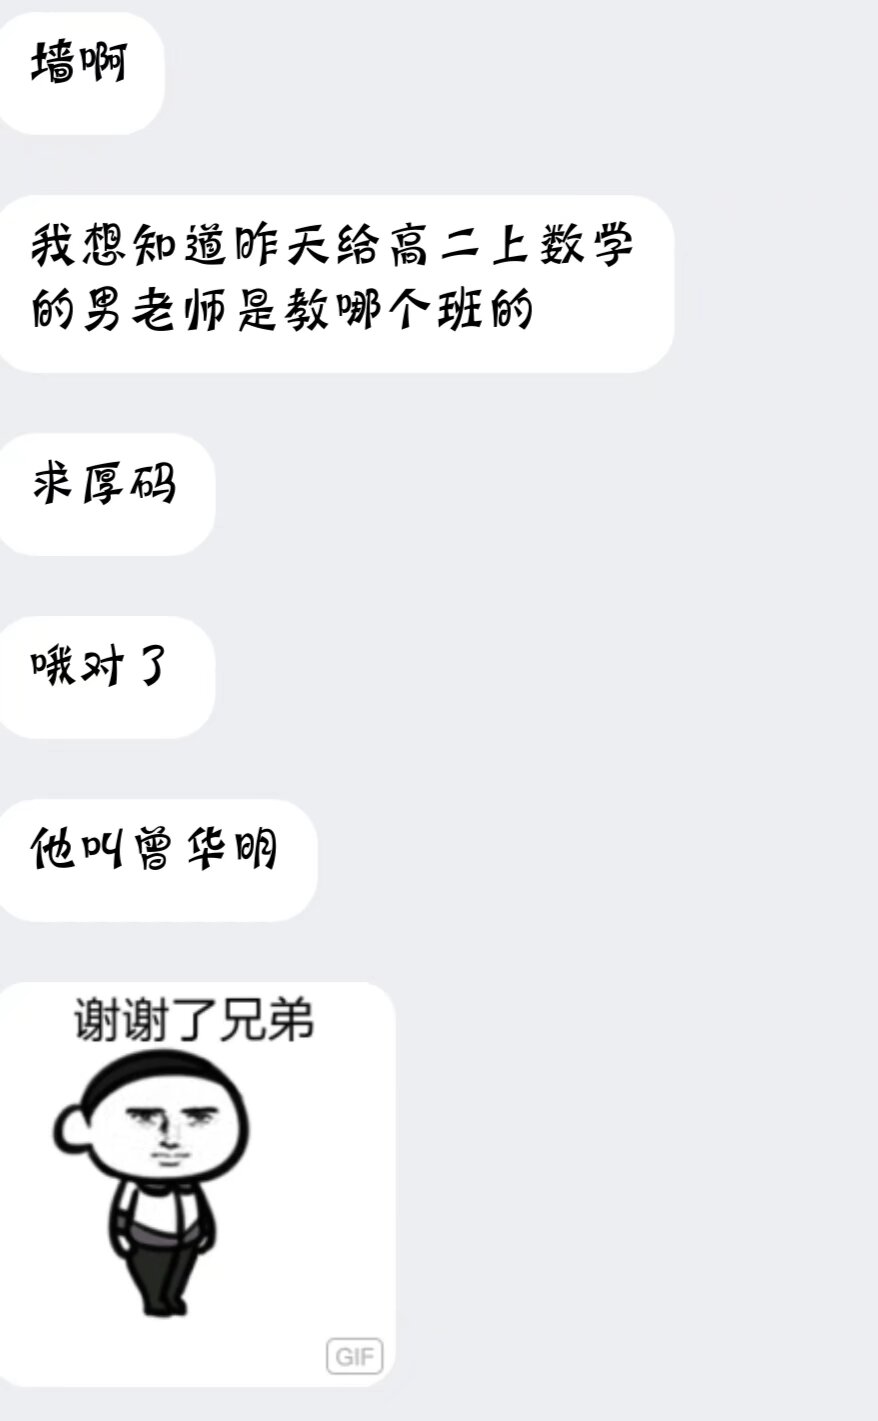 墙啊
我想知道昨天给高二上数学
的男老师是教哪个班的
求厚码
哦对了
他叫曾华明
谢谢了兄弟
GIF